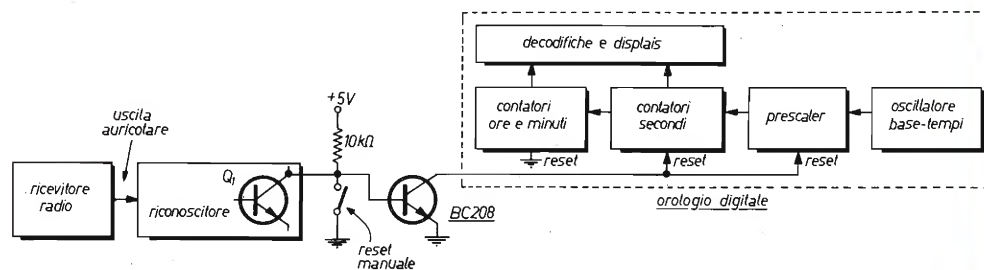 decodifiche e displais
contatori
ore e minuti
contatori
secondi
prescaler
oscillatore
base-tempi
reset
reset
reset
orologio digitale
uscita
auricolare
+5V
10kΩ
ricevitore
radio
riconoscitore
Q1
BC208
reset
manuale